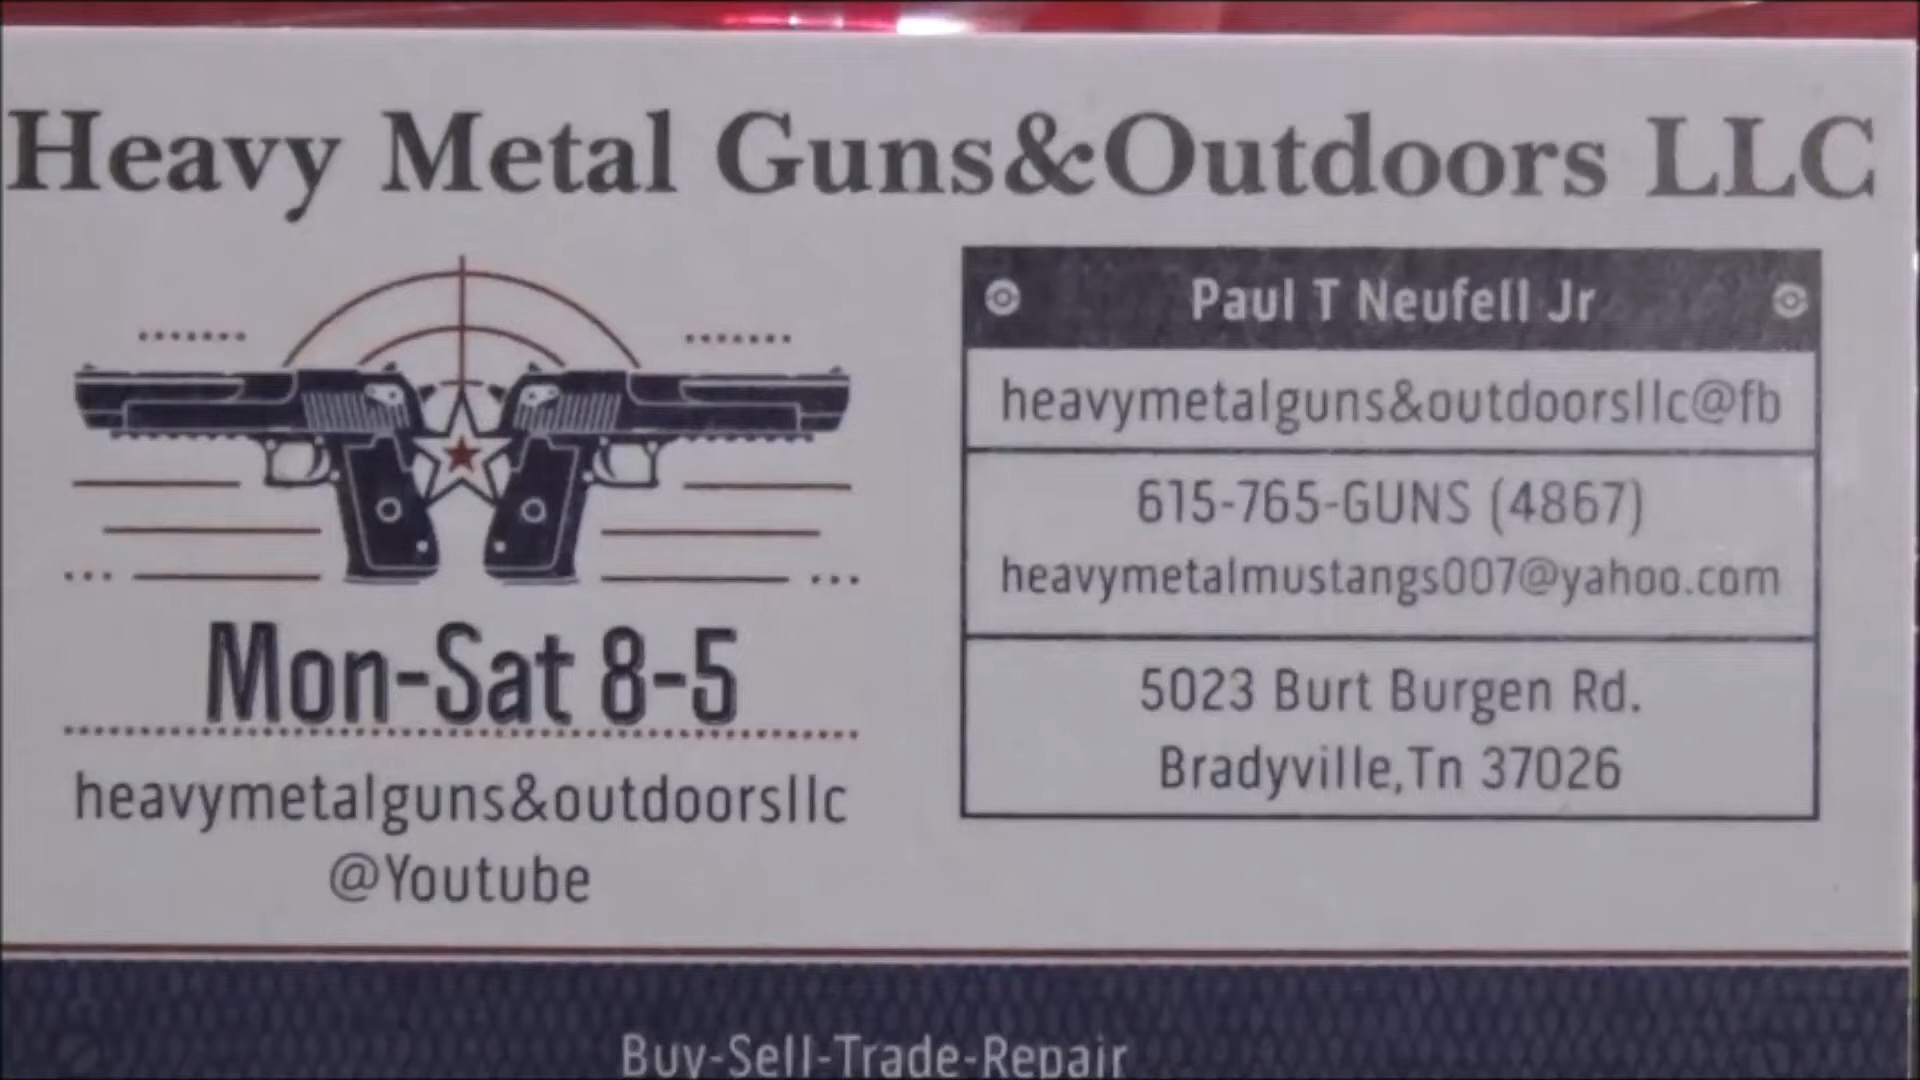 Heavy Metal Guns&Outdoors LLC
Mon-Sat 8-5
heavymetalguns&outdoorsllc
@Youtube
Paul T Neufell Jr
heavymetalguns&outdoorsllc@fb
615-765-GUNS (4867)
heavymetalmustangs007@yahoo.com
5023 Burt Burgen Rd.
Bradyville,Tn 37026
Buy-Sell-Trade-Repair